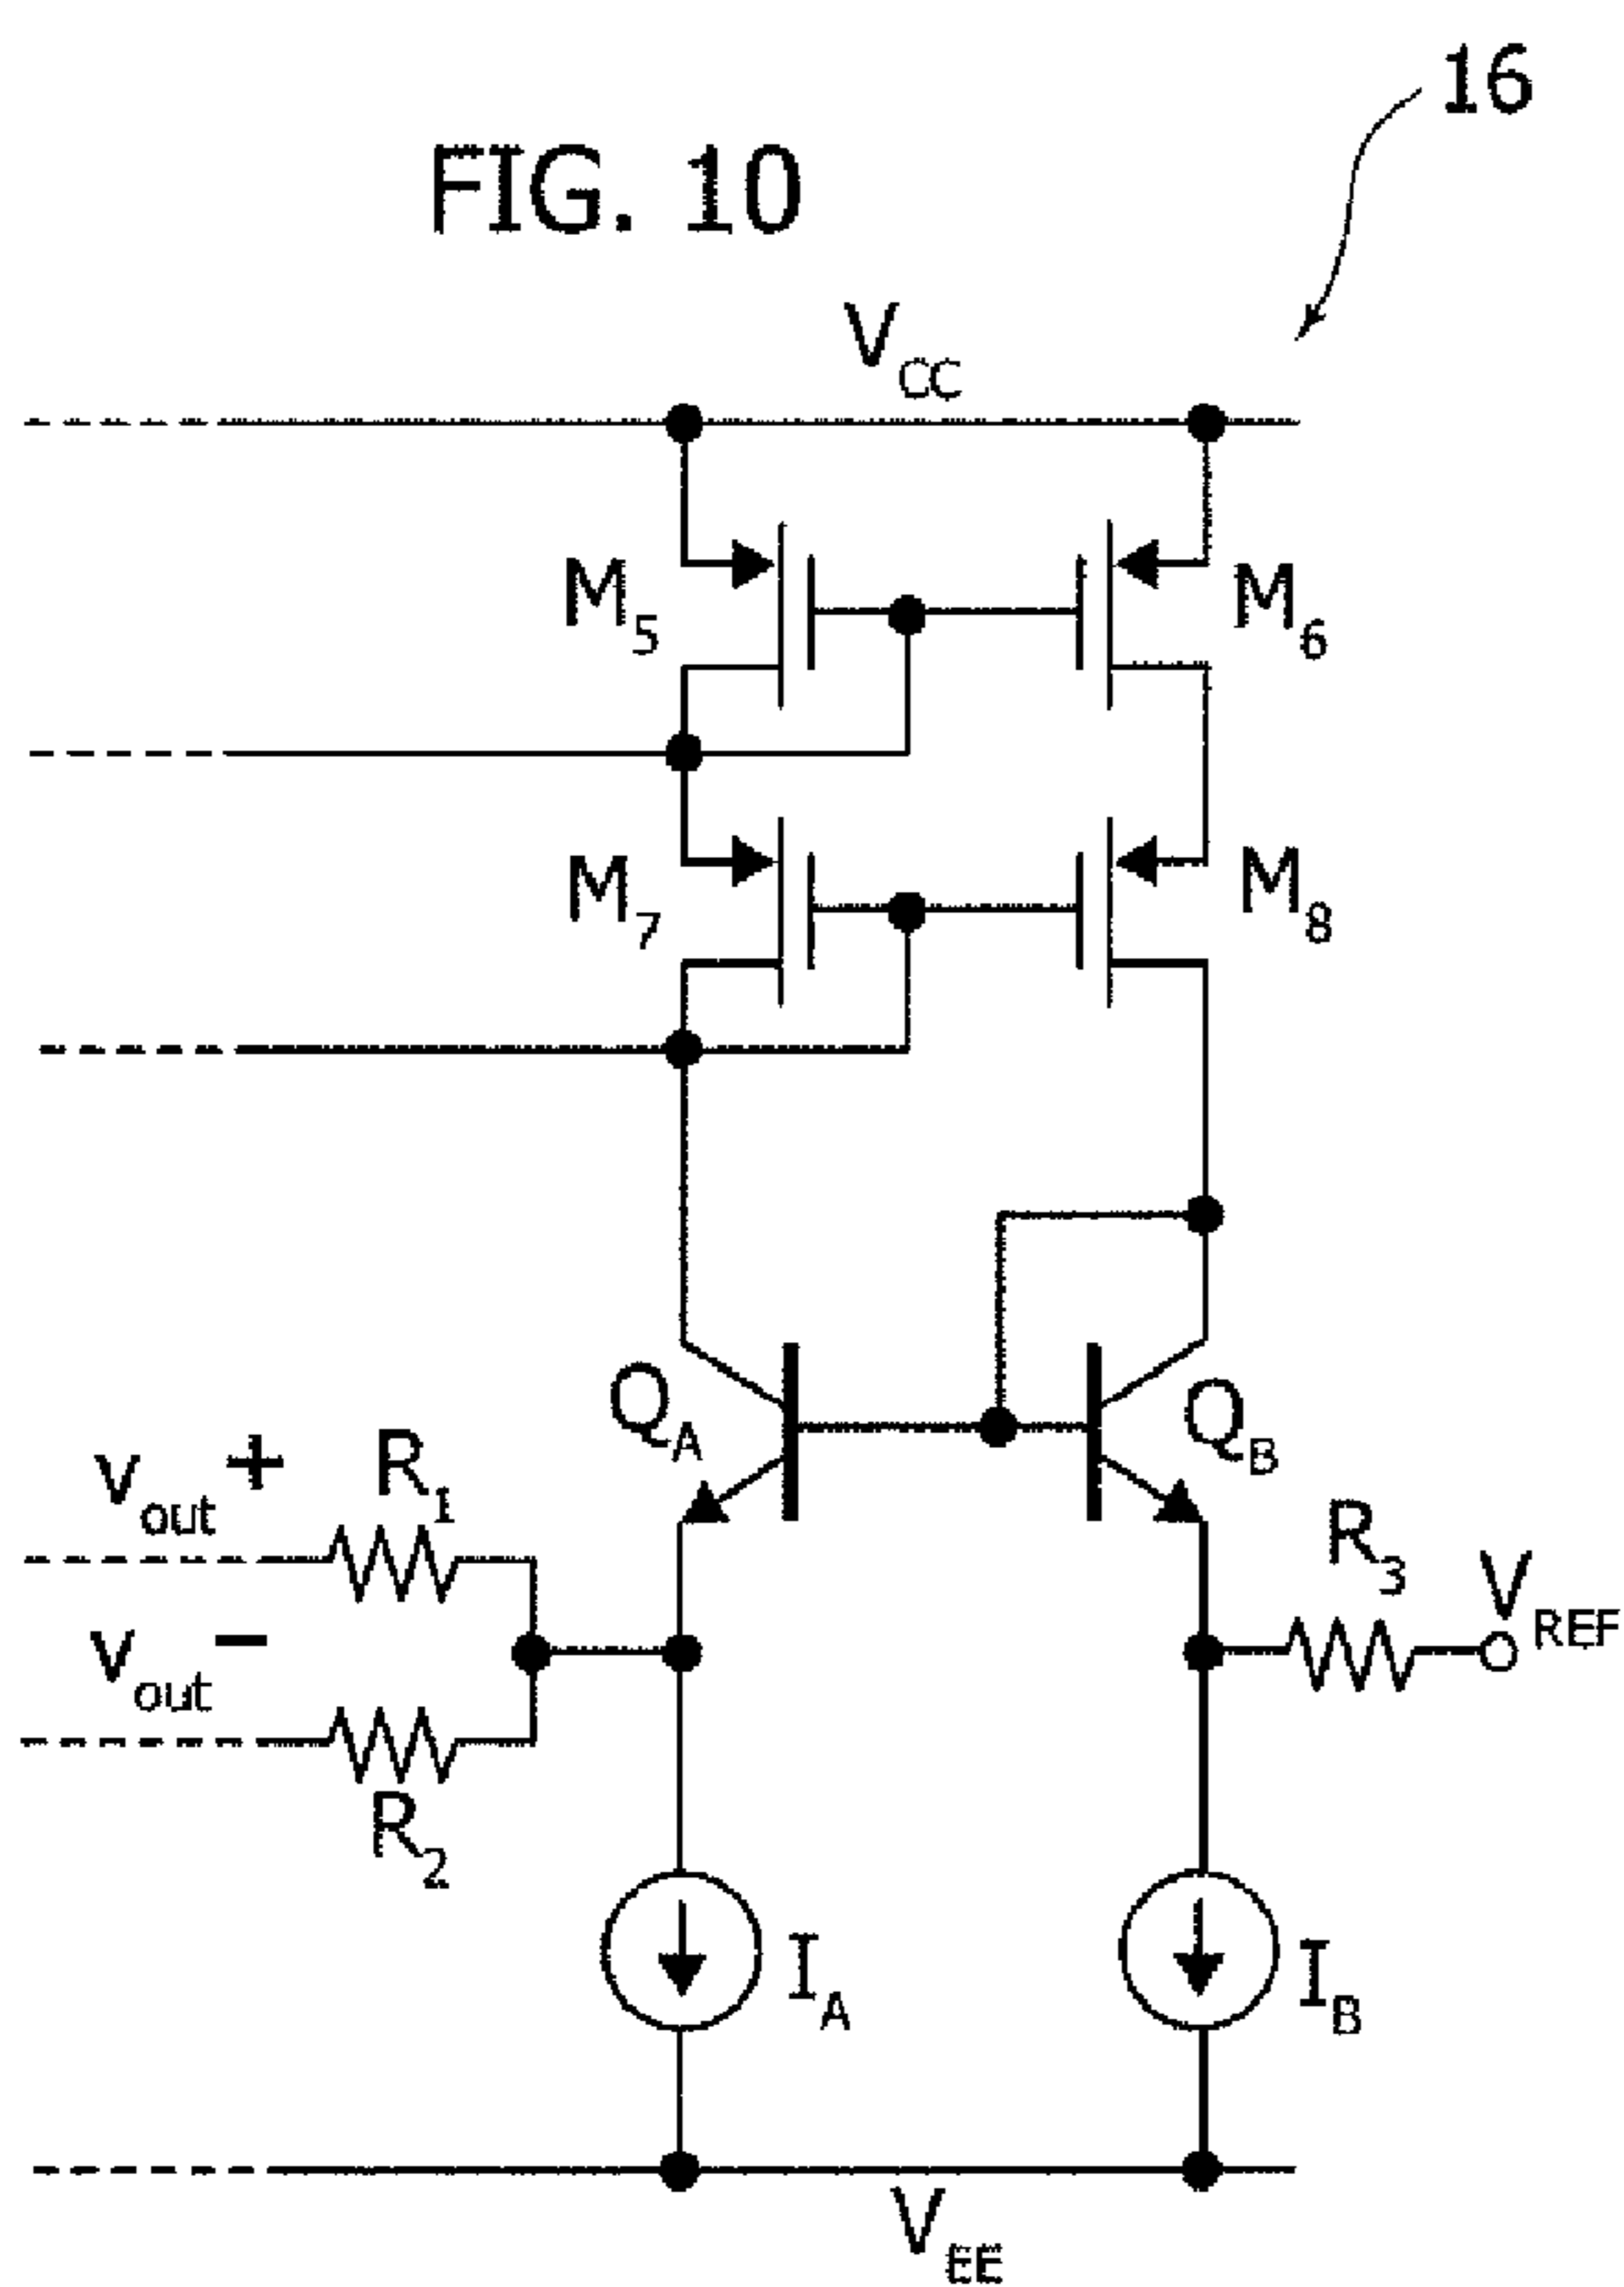 16
FIG. 10
VCC
M5
M6
M7
M8
QA
QB
vout+
R1
R3
VREF
vout−
R2
IA
IB
VEE